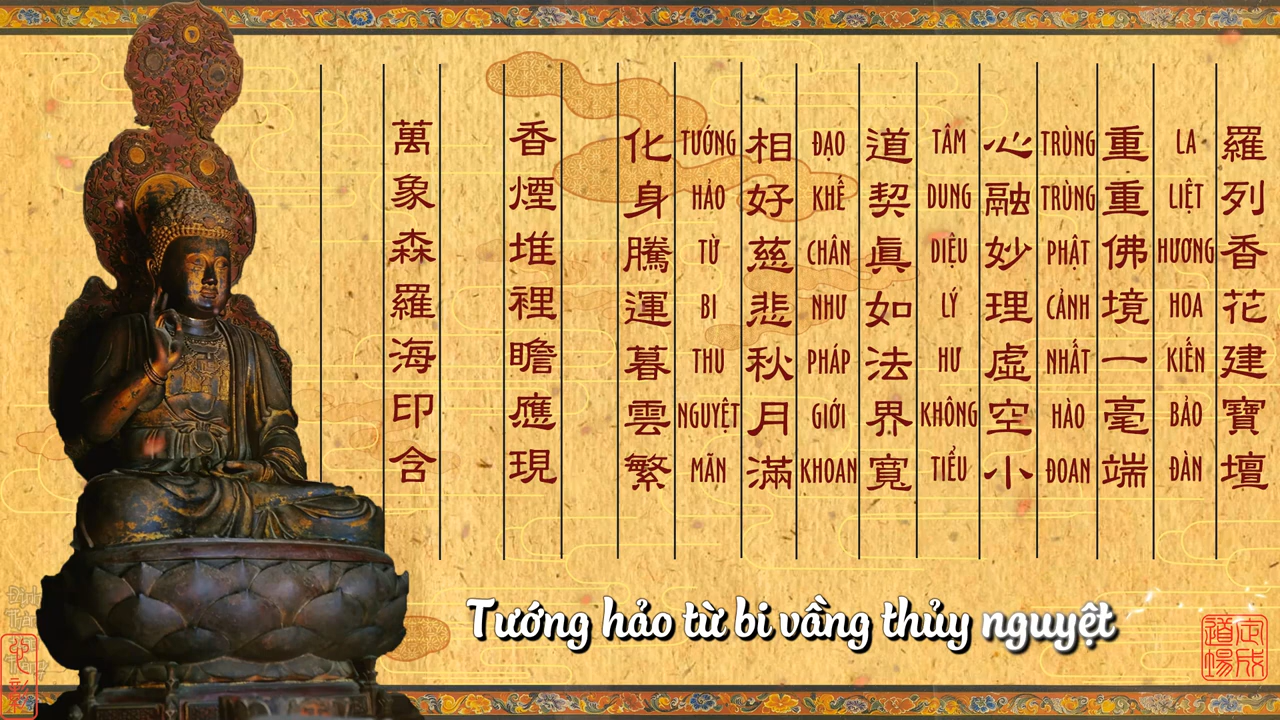 羅列香花建寶壇
LA LIỆT HƯƠNG HOA KIẾN BẢO ĐÀN
重重佛境一毫端
TRÙNG TRÙNG PHẬT CẢNH NHẤT HÀO ĐOAN
心融妙理虛空小
TÂM DUNG DIỆU LÝ HƯ KHÔNG TIỂU
道契眞如法界寬
ĐẠO KHẾ CHÂN NHƯ PHÁP GIỚI KHOAN
相好慈悲秋月滿
TƯỚNG HẢO TỪ BI THU NGUYỆT MÃN
化身騰運暮雲繁
香煙堆裡瞻應現
萬象森羅海印含
Tướng hảo từ bi vầng thủy nguyệt